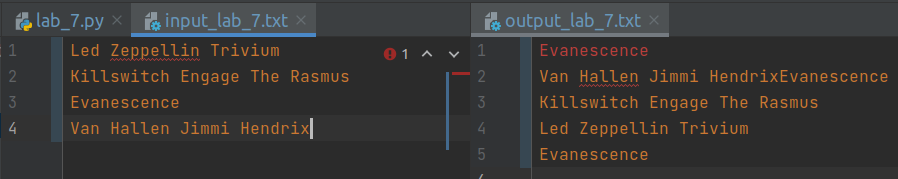 lab_7.py
input_lab_7.txt
output_lab_7.txt
1
1 Led Zeppellin Trivium
2 Killswitch Engage The Rasmus
3 Evanescence
4 Van Hallen Jimmi Hendrix
1 Evanescence
2 Van Hallen Jimmi HendrixEvanescence
3 Killswitch Engage The Rasmus
4 Led Zeppellin Trivium
5 Evanescence